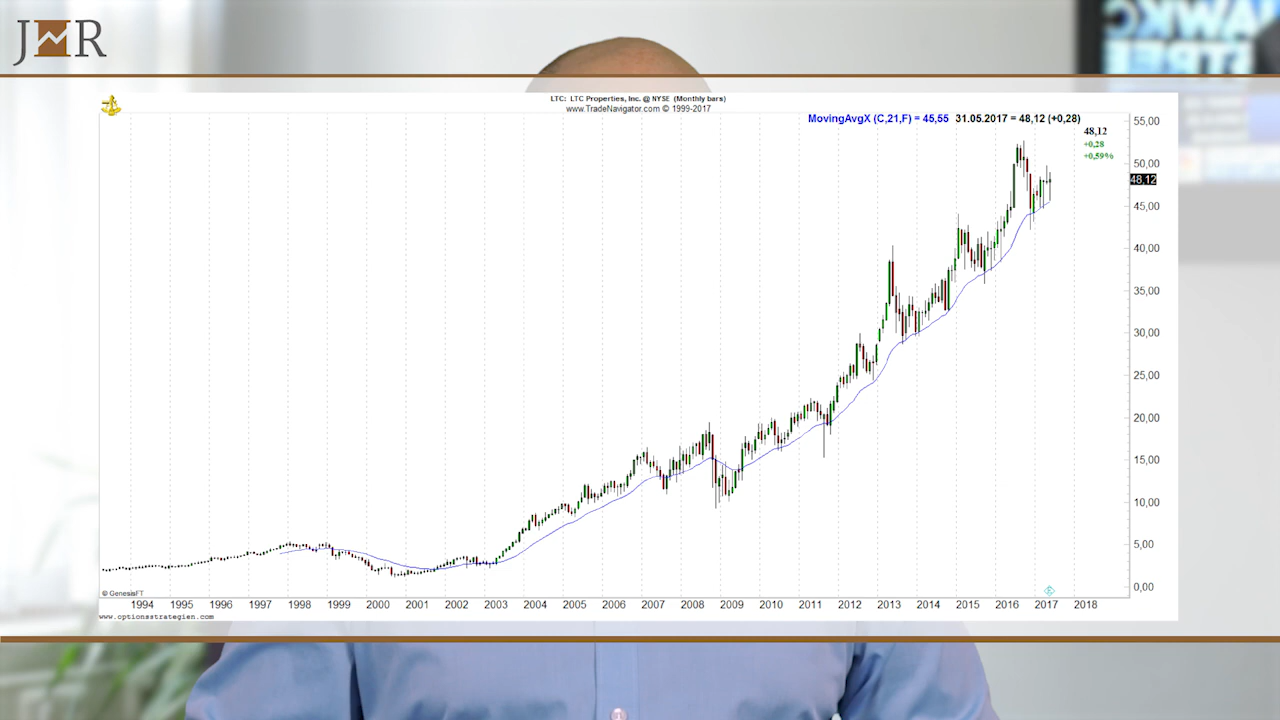 JMR
LTC: LTC Properties, Inc. @ NYSE (Monthly bars)
www.TradeNavigator.com © 1999-2017
MovingAvgX (C,21,F) = 45,55 31.05.2017 = 48,12 (+0,28)
48,12
+0,28
+0,59%
55,00
50,00
48,12
45,00
40,00
35,00
30,00
25,00
20,00
15,00
10,00
5,00
0,00
© GenesisFT
1994 1995 1996 1997 1998 1999 2000 2001 2002 2003 2004 2005 2006 2007 2008 2009 2010 11 2012 2013 2014 2015 2016 2017 2018
www.optionsstrategien.com